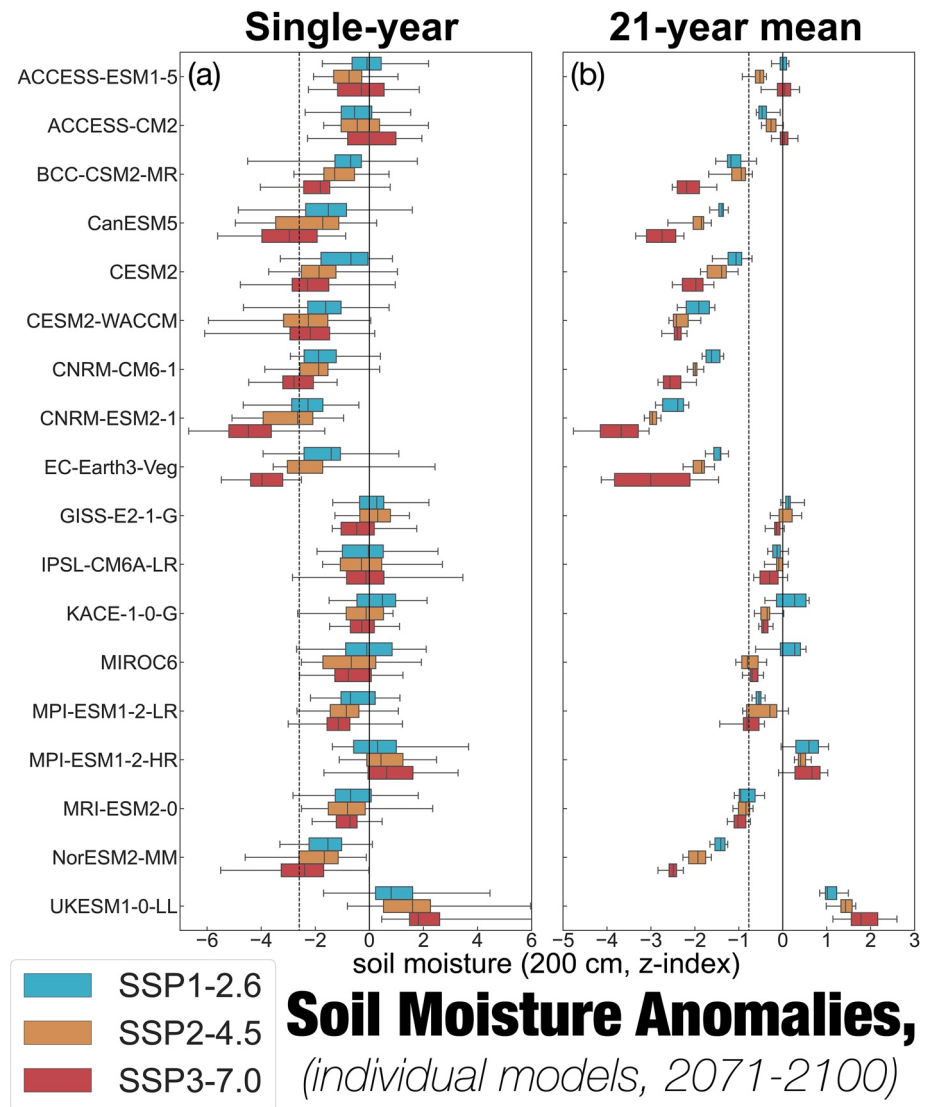 Single-year 21-year mean
(a) (b)
ACCESS-ESM1-5
ACCESS-CM2
BCC-CSM2-MR
CanESM5
CESM2
CESM2-WACCM
CNRM-CM6-1
CNRM-ESM2-1
EC-Earth3-Veg
GISS-E2-1-G
IPSL-CM6A-LR
KACE-1-0-G
MIROC6
MPI-ESM1-2-LR
MPI-ESM1-2-HR
MRI-ESM2-0
NorESM2-MM
UKESM1-0-LL
−6 −4 −2 0 2 4 6 −5 −4 −3 −2 −1 0 1 2 3
soil moisture (200 cm, z-index)
SSP1-2.6
SSP2-4.5
SSP3-7.0
Soil Moisture Anomalies,
(individual models, 2071-2100)